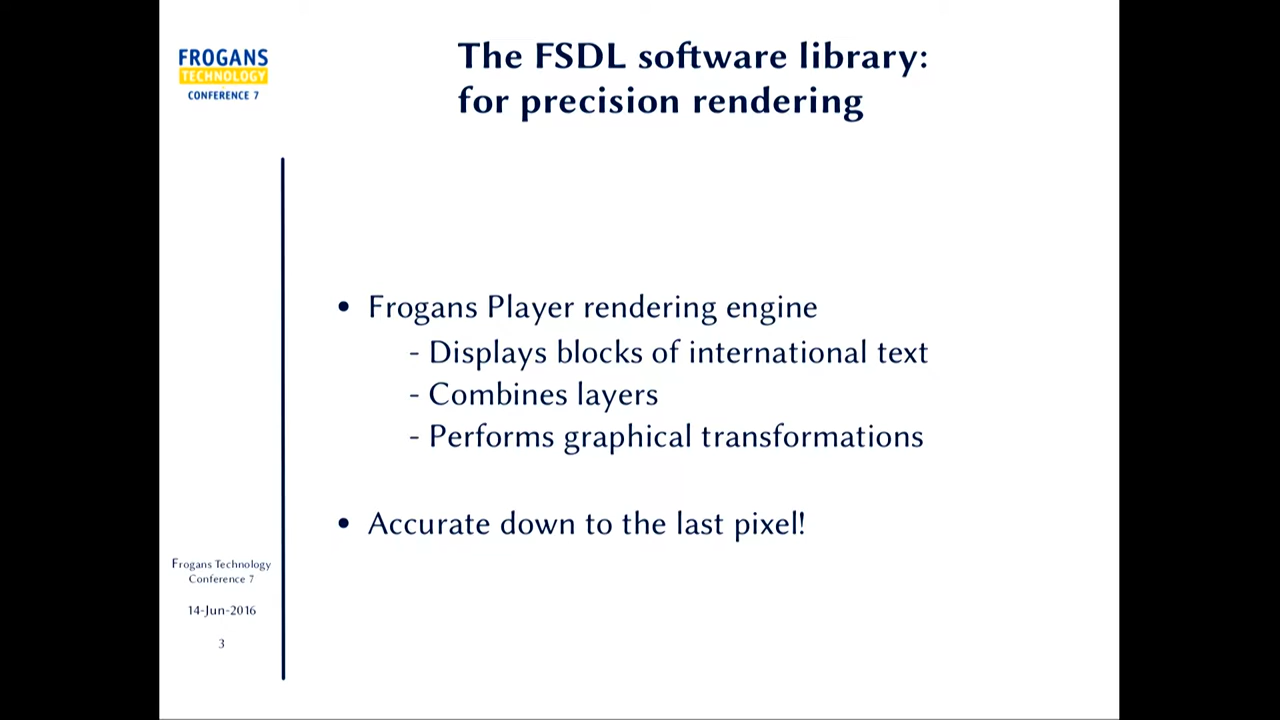 FROGANS
TECHNOLOGY
CONFERENCE 7
The FSDL software library:
for precision rendering
• Frogans Player rendering engine
- Displays blocks of international text
- Combines layers
- Performs graphical transformations
• Accurate down to the last pixel!
Frogans Technology
Conference 7
14-Jun-2016
3